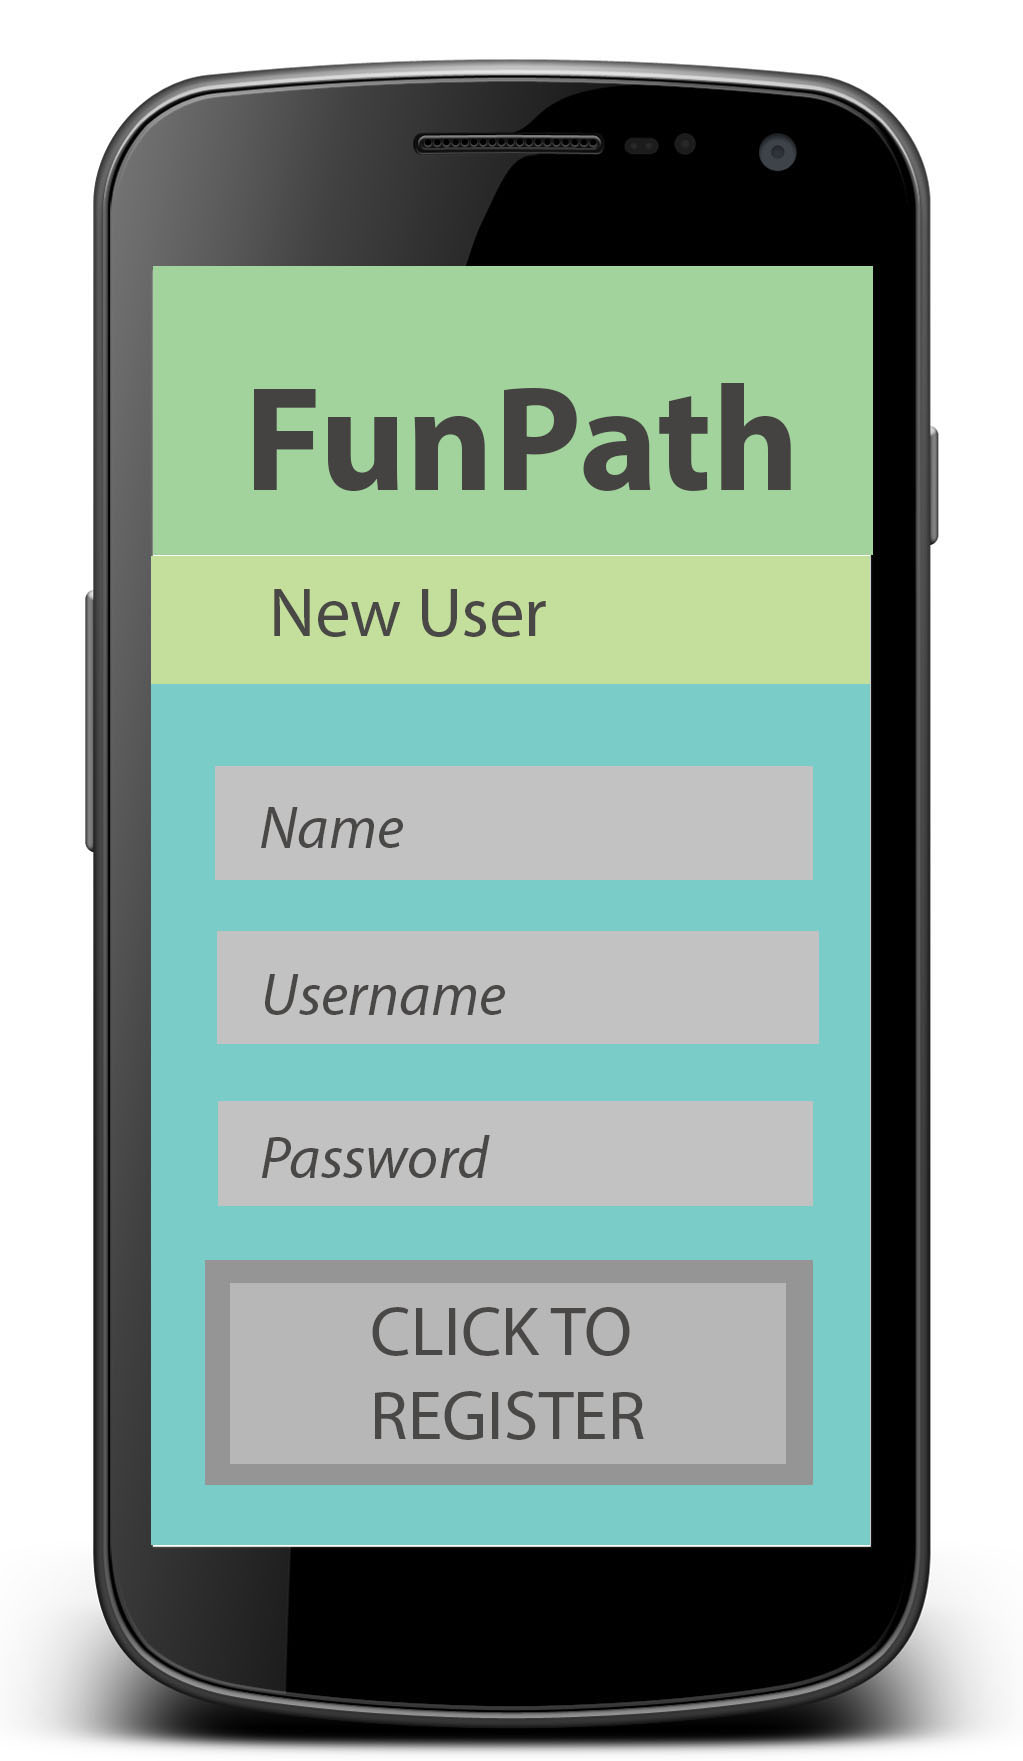 FunPath
New User
Name
Username
Password
CLICK TO
REGISTER